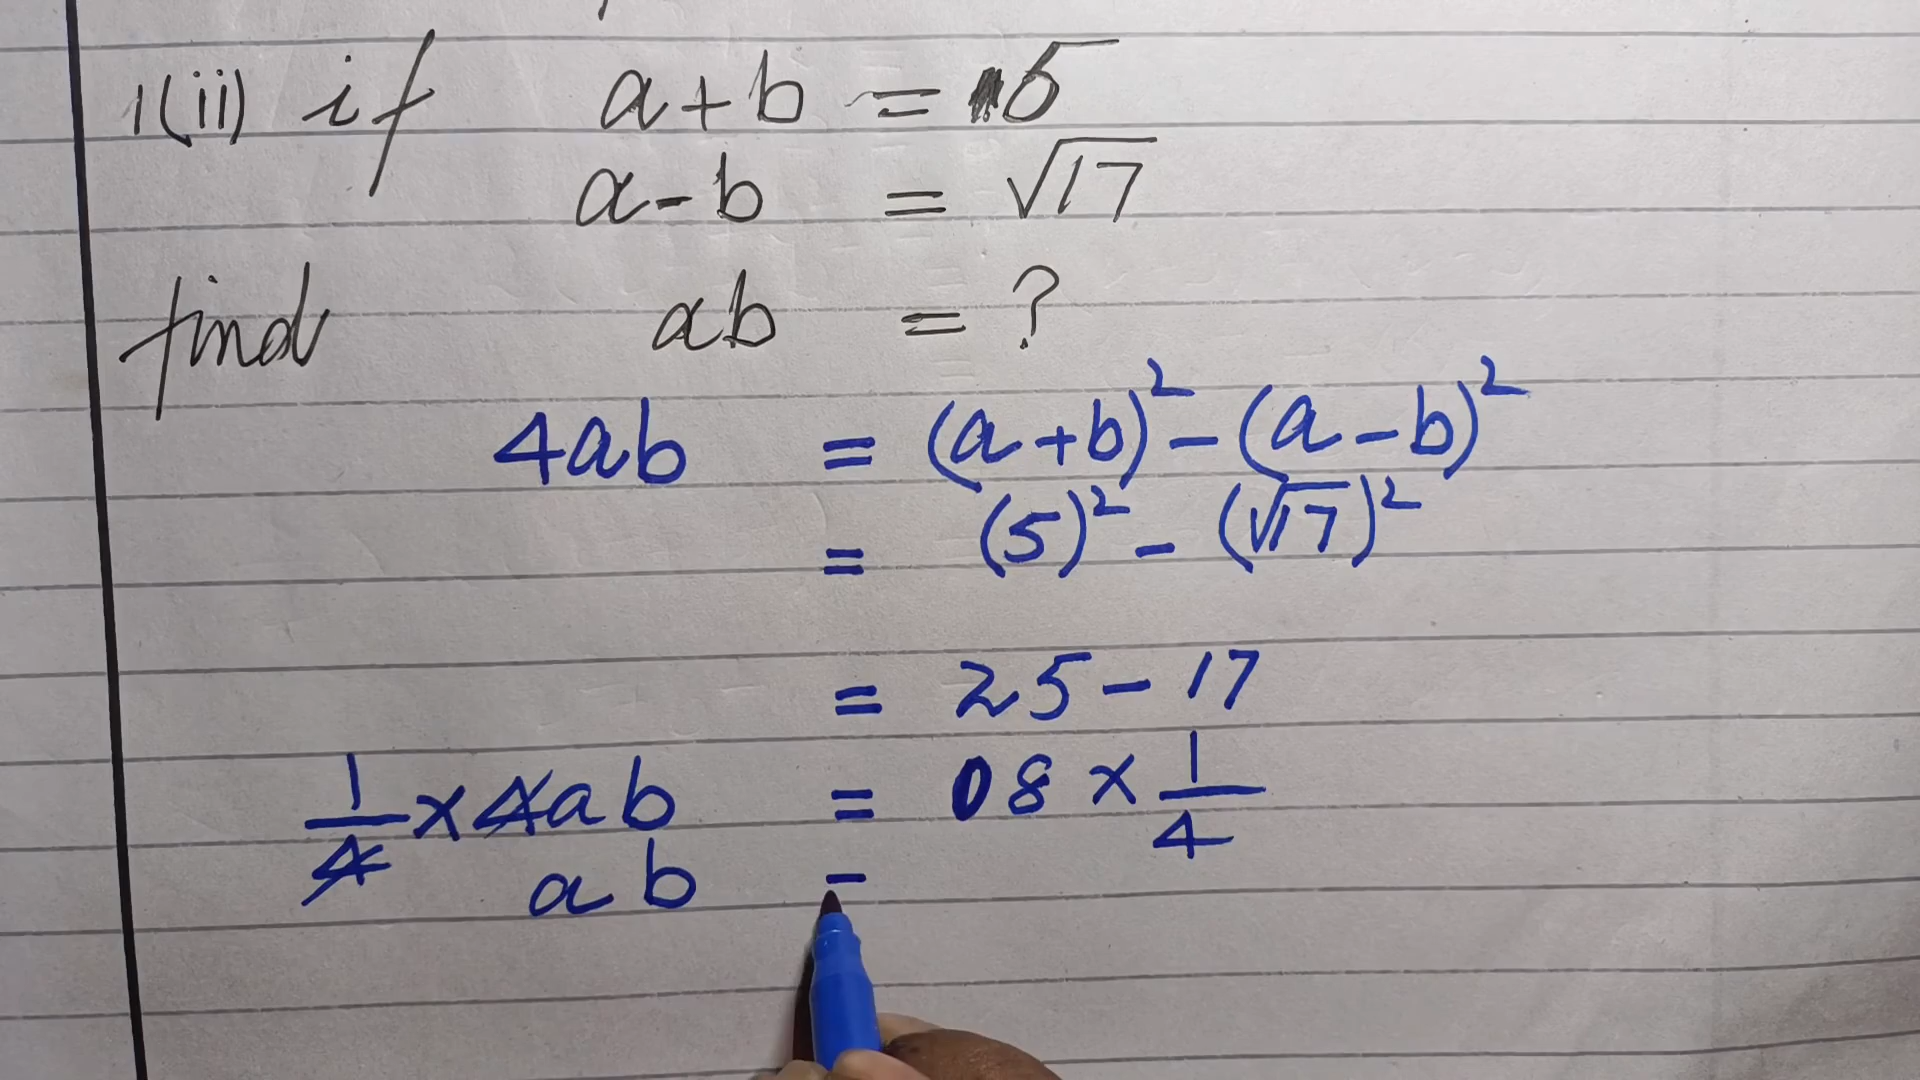 1(ii) if a+b = 5
a-b = √17
find ab = ?
4ab = (a+b)² - (a-b)²
= (5)² - (√17)²
= 25 - 17
1/4 × 4ab = 08 × 1/4
ab =